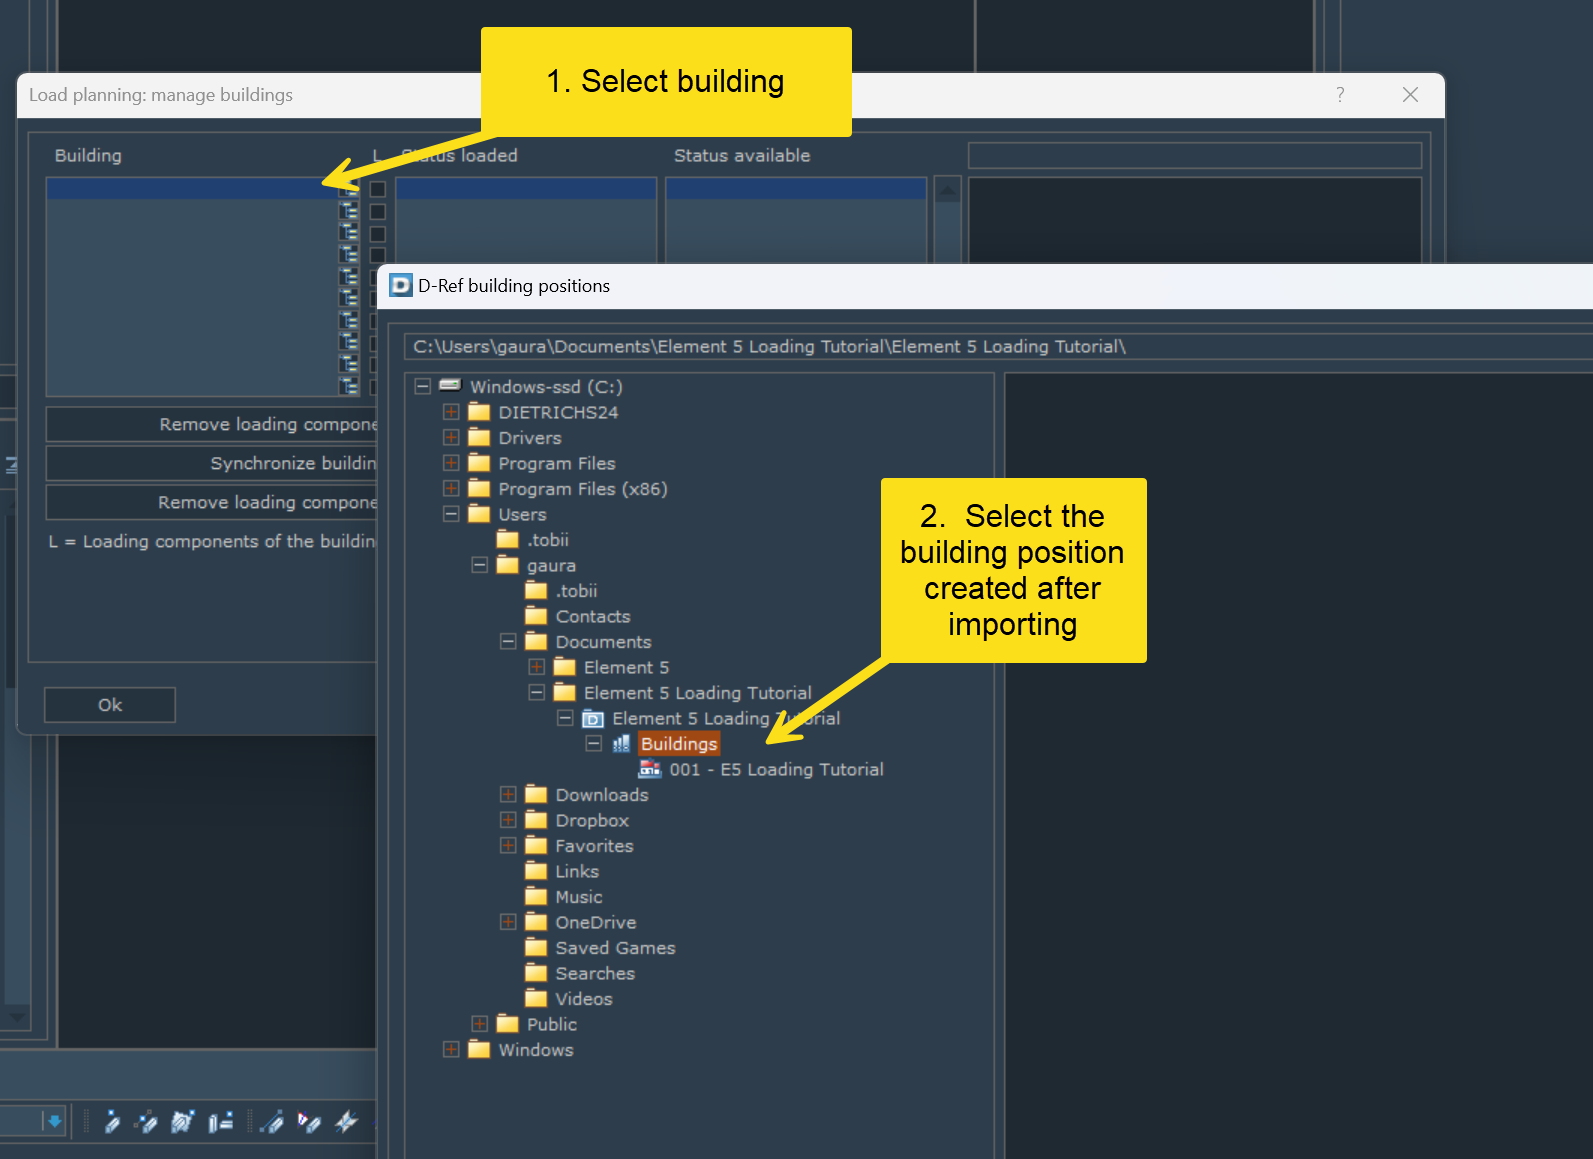 1. Select building
Load planning: manage buildings
?
Building
L
Status loaded
Status available
D-Ref building positions
C:\Users\gaura\Documents\Element 5 Loading Tutorial\Element 5 Loading Tutorial\
Windows-ssd (C:)
DIETRICHS24
Drivers
Program Files
Program Files (x86)
Users
.tobii
gaura
.tobii
Contacts
Documents
Element 5
Element 5 Loading Tutorial
Element 5 Loading Tutorial
Buildings
001 - E5 Loading Tutorial
Downloads
Dropbox
Favorites
Links
Music
OneDrive
Saved Games
Searches
Videos
Public
Windows
Remove loading compone
Synchronize buildin
Remove loading compone
L = Loading components of the buildin
Ok
2. Select the
building position
created after
importing